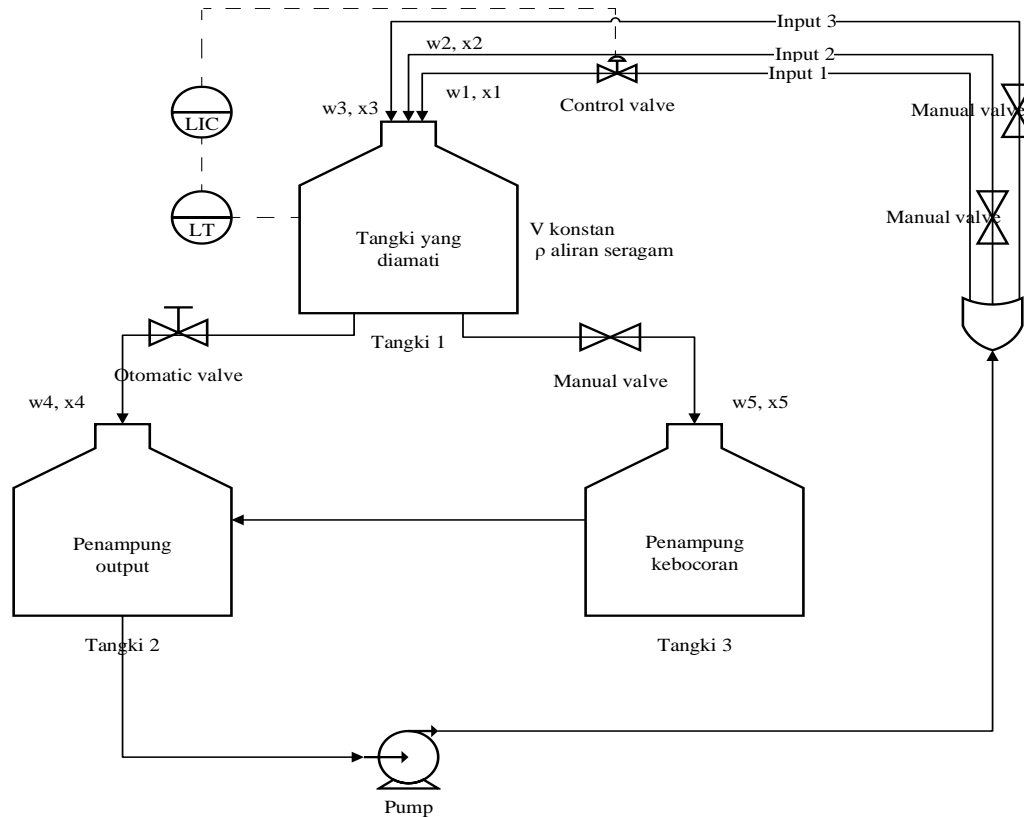 Input 3
w2, x2
Input 2
Input 1
w1, x1
w3, x3
Control valve
Manual valve
LIC
LT
Manual valve
Tangki yang
diamati
V konstan
ρ aliran seragam
Tangki 1
Otomatic valve
Manual valve
w4, x4
w5, x5
Penampung
output
Penampung
kebocoran
Tangki 2
Tangki 3
Pump